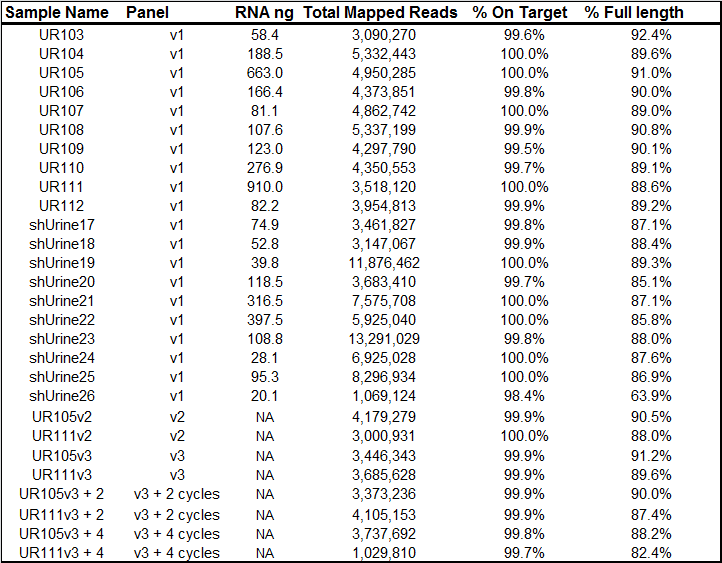 Sample Name Panel RNA ng Total Mapped Reads % On Target % Full length
UR103 v1 58.4 3,090,270 99.6% 92.4%
UR104 v1 188.5 5,332,443 100.0% 89.6%
UR105 v1 663.0 4,950,285 100.0% 91.0%
UR106 v1 166.4 4,373,851 99.8% 90.0%
UR107 v1 81.1 4,862,742 100.0% 89.0%
UR108 v1 107.6 5,337,199 99.9% 90.8%
UR109 v1 123.0 4,297,790 99.5% 90.1%
UR110 v1 276.9 4,350,553 99.7% 89.1%
UR111 v1 910.0 3,518,120 100.0% 88.6%
UR112 v1 82.2 3,954,813 99.9% 89.2%
shUrine17 v1 74.9 3,461,827 99.8% 87.1%
shUrine18 v1 52.8 3,147,067 99.9% 88.4%
shUrine19 v1 39.8 11,876,462 100.0% 89.3%
shUrine20 v1 118.5 3,683,410 99.7% 85.1%
shUrine21 v1 316.5 7,575,708 100.0% 87.1%
shUrine22 v1 397.5 5,925,040 100.0% 85.8%
shUrine23 v1 108.8 13,291,029 99.8% 88.0%
shUrine24 v1 28.1 6,925,028 100.0% 87.6%
shUrine25 v1 95.3 8,296,934 100.0% 86.9%
shUrine26 v1 20.1 1,069,124 98.4% 63.9%
UR105v2 v2 NA 4,179,279 99.9% 90.5%
UR111v2 v2 NA 3,000,931 100.0% 88.0%
UR105v3 v3 NA 3,446,343 99.9% 91.2%
UR111v3 v3 NA 3,685,628 99.9% 89.6%
UR105v3 + 2 v3 + 2 cycles NA 3,373,236 99.9% 90.0%
UR111v3 + 2 v3 + 2 cycles NA 4,105,153 99.9% 87.4%
UR105v3 + 4 v3 + 4 cycles NA 3,737,692 99.8% 88.2%
UR111v3 + 4 v3 + 4 cycles NA 1,029,810 99.7% 82.4%